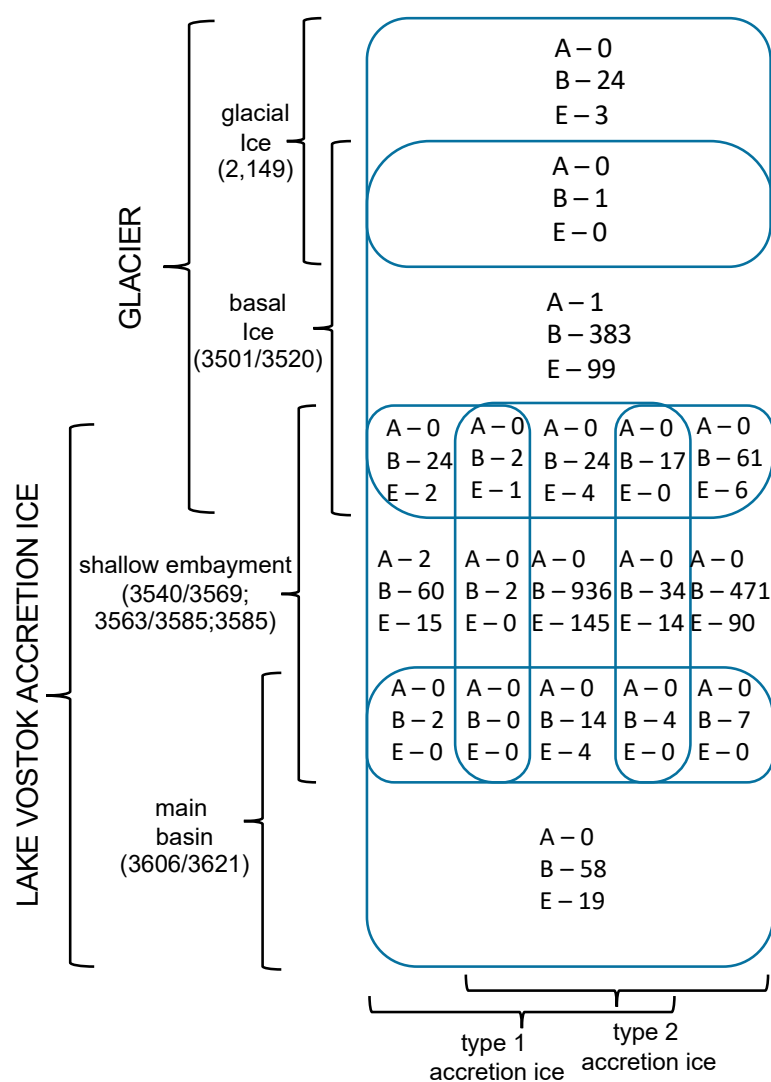 A – 0
B – 24
E – 3
glacial
Ice
(2,149)
A – 0
B – 1
E – 0
GLACIER
basal
Ice
(3501/3520)
A – 1
B – 383
E – 99
A – 0
B – 24
E – 2
A – 0
B – 2
E – 1
A – 0
B – 24
E – 4
A – 0
B – 17
E – 0
A – 0
B – 61
E – 6
LAKE VOSTOK ACCRETION ICE
shallow embayment
(3540/3569;
3563/3585;3585)
A – 2
B – 60
E – 15
A – 0
B – 2
E – 0
A – 0
B – 936
E – 145
A – 0
B – 34
E – 14
A – 0
B – 471
E – 90
A – 0
B – 2
E – 0
A – 0
B – 0
E – 0
A – 0
B – 14
E – 4
A – 0
B – 4
E – 0
A – 0
B – 7
E – 0
main
basin
(3606/3621)
A – 0
B – 58
E – 19
type 1
accretion ice
type 2
accretion ice